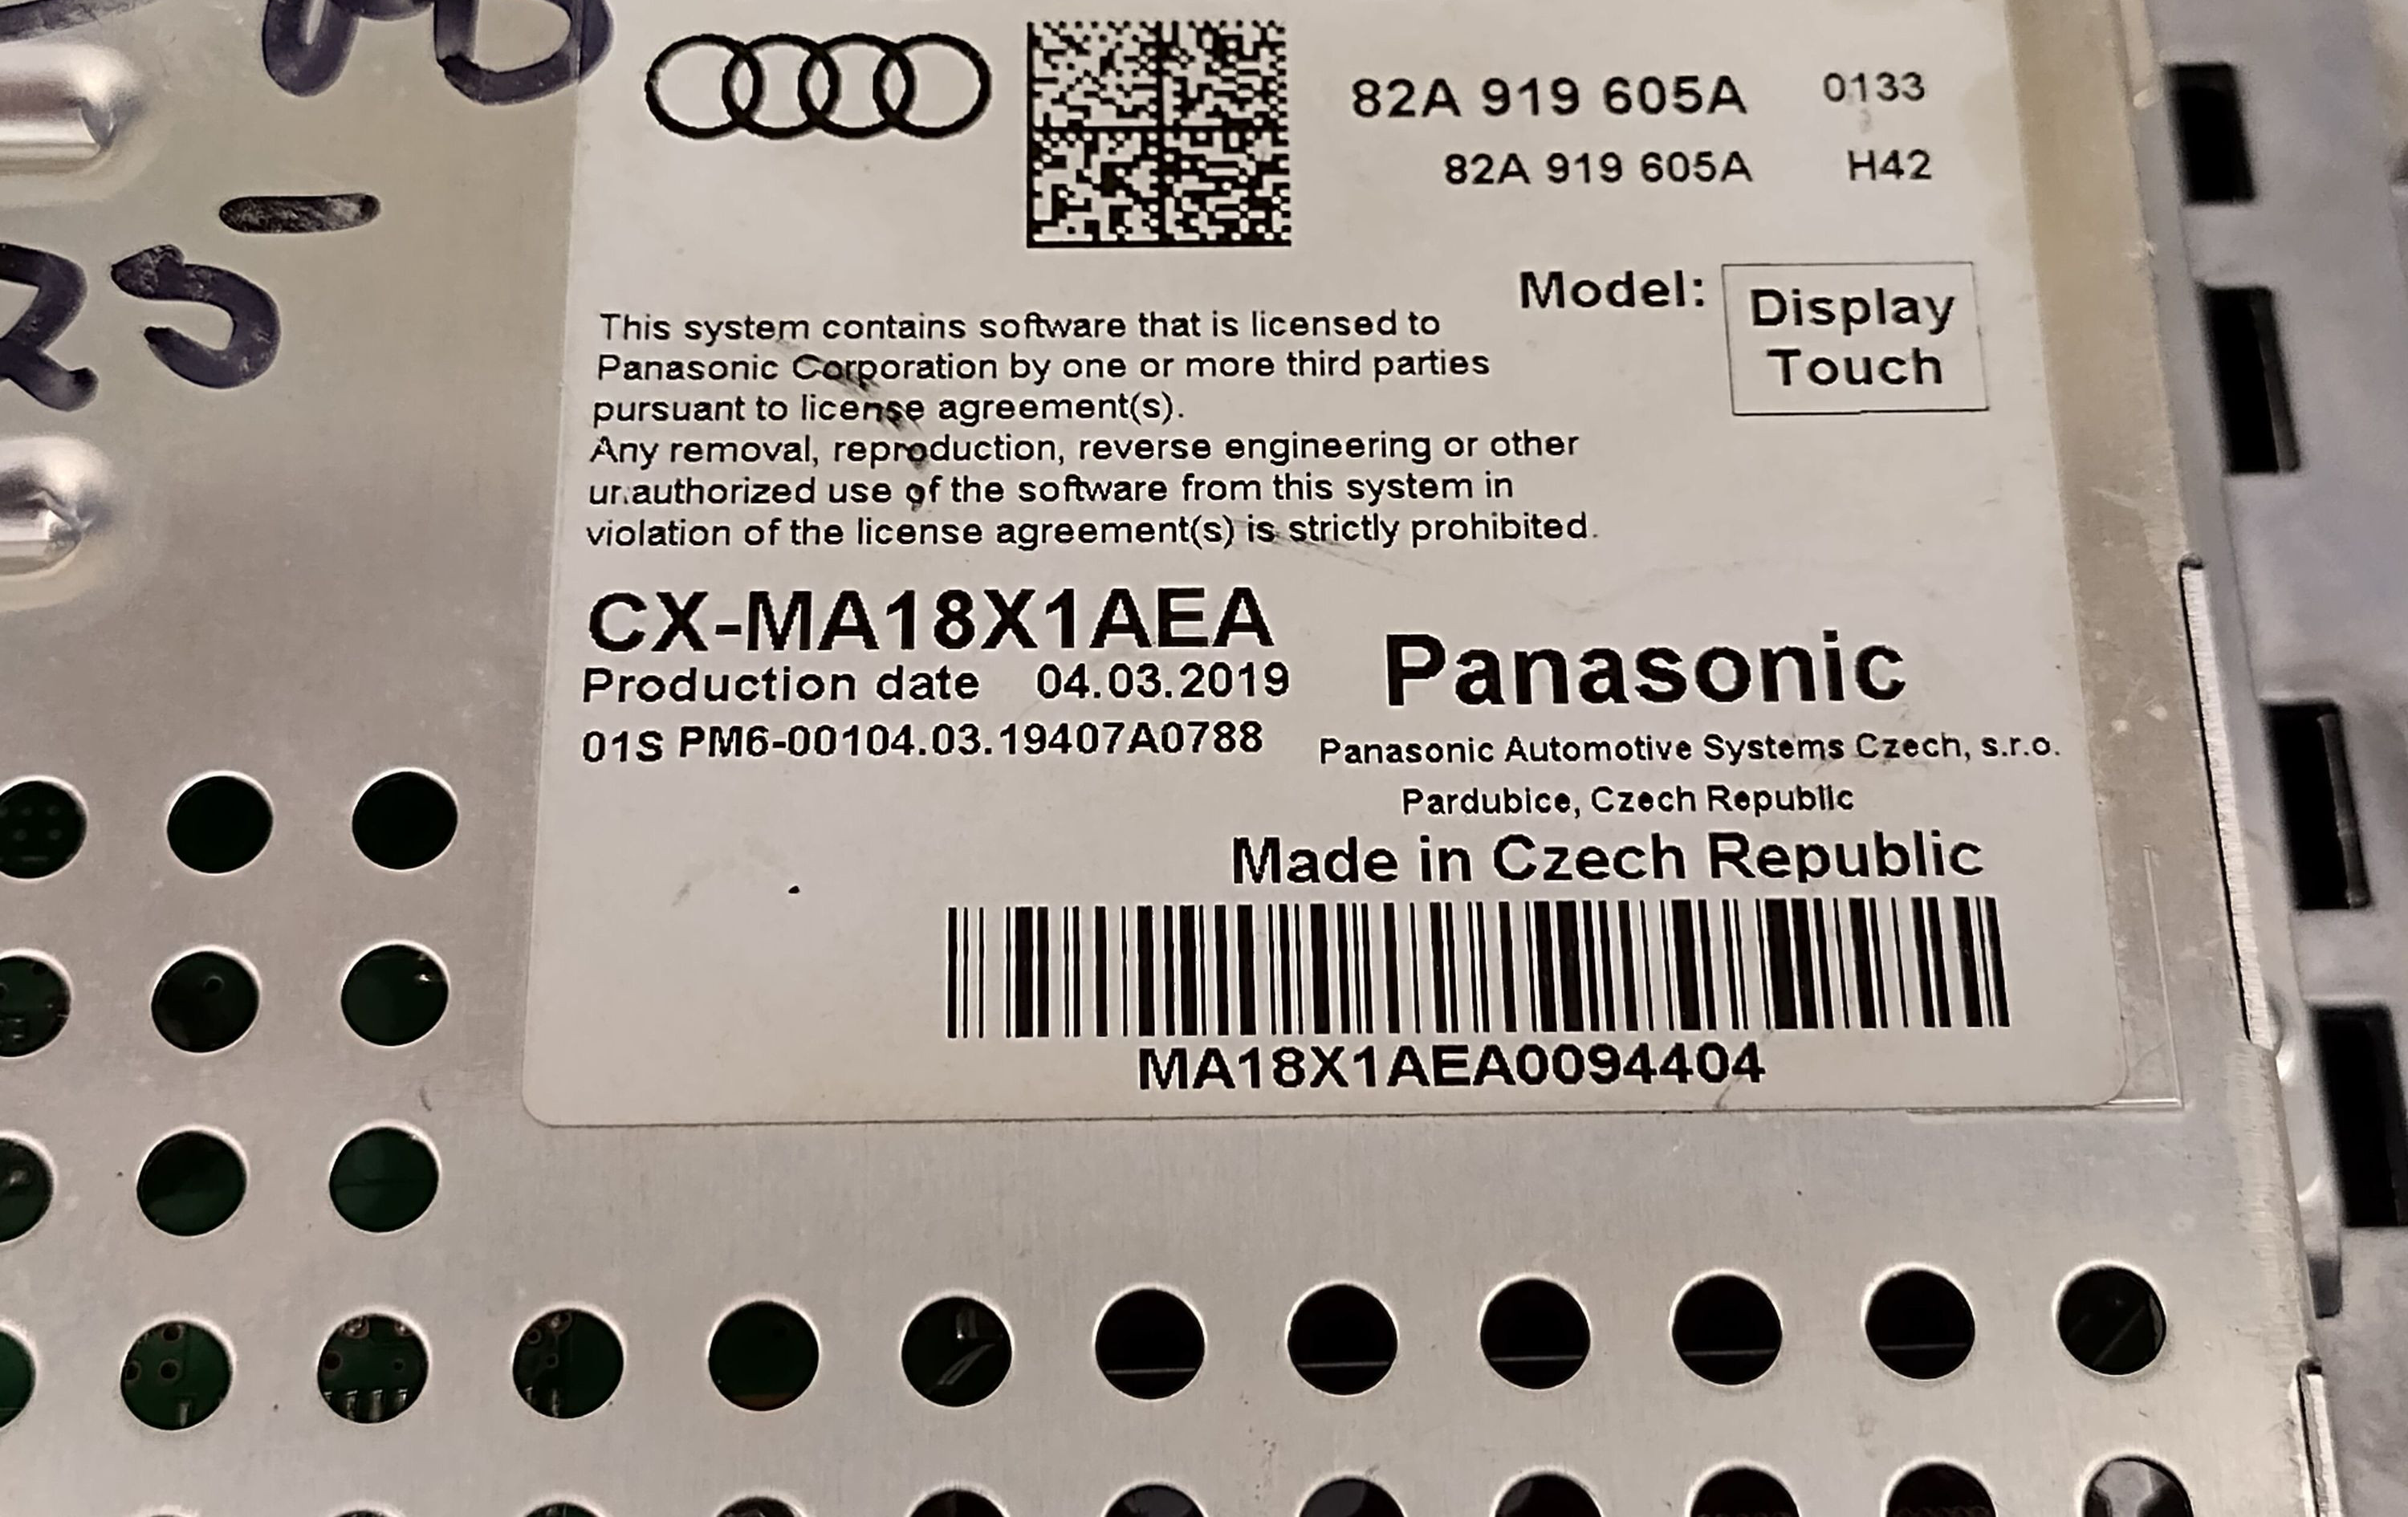 82A 919 605A 0133
82A 919 605A H42
Model: Display
Touch
This system contains software that is licensed to
Panasonic Corporation by one or more third parties
pursuant to license agreement(s).
Any removal, reproduction, reverse engineering or other
unauthorized use of the software from this system in
violation of the license agreement(s) is strictly prohibited.
CX-MA18X1AEA
Production date 04.03.2019
01S PM6-00104.03.19407A0788
Panasonic
Panasonic Automotive Systems Czech, s.r.o.
Pardubice, Czech Republic
Made in Czech Republic
MA18X1AEA0094404